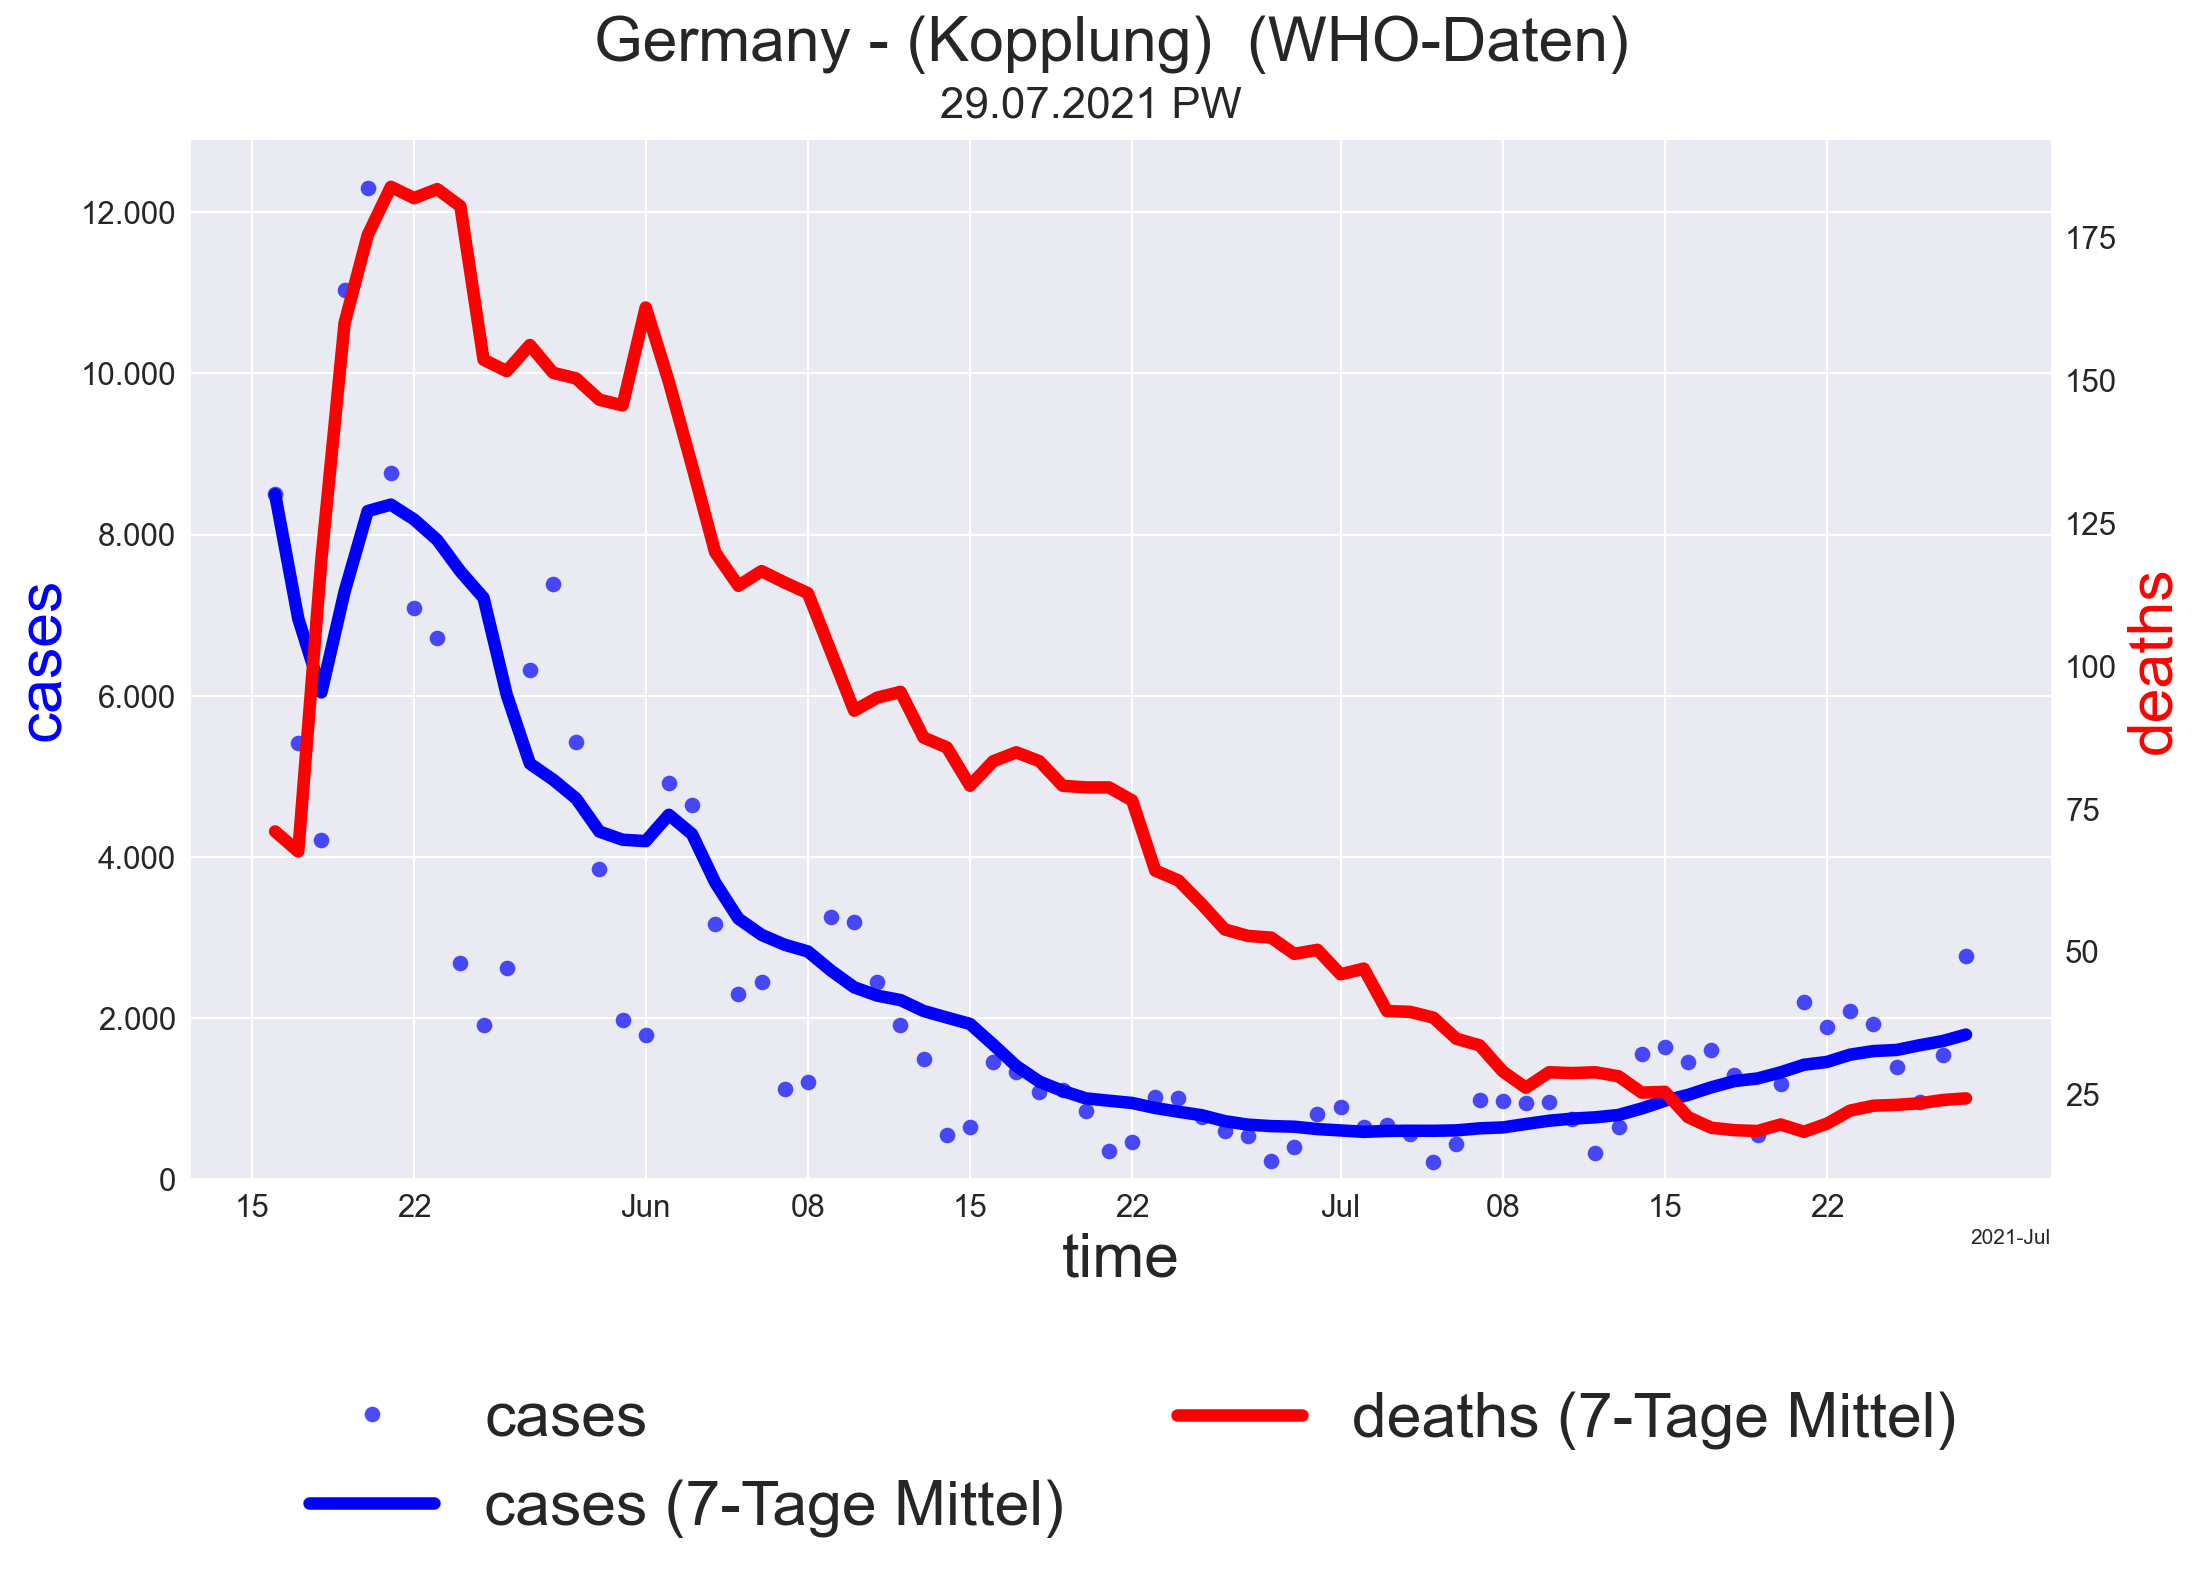 Germany - (Kopplung)  (WHO-Daten)
29.07.2021 PW
12.000
10.000
8.000
6.000
4.000
2.000
0
cases
175
150
125
100
75
50
25
deaths
15 22 Jun 08 15 22 Jul 08 15 22
2021-Jul
time
cases
cases (7-Tage Mittel)
deaths (7-Tage Mittel)